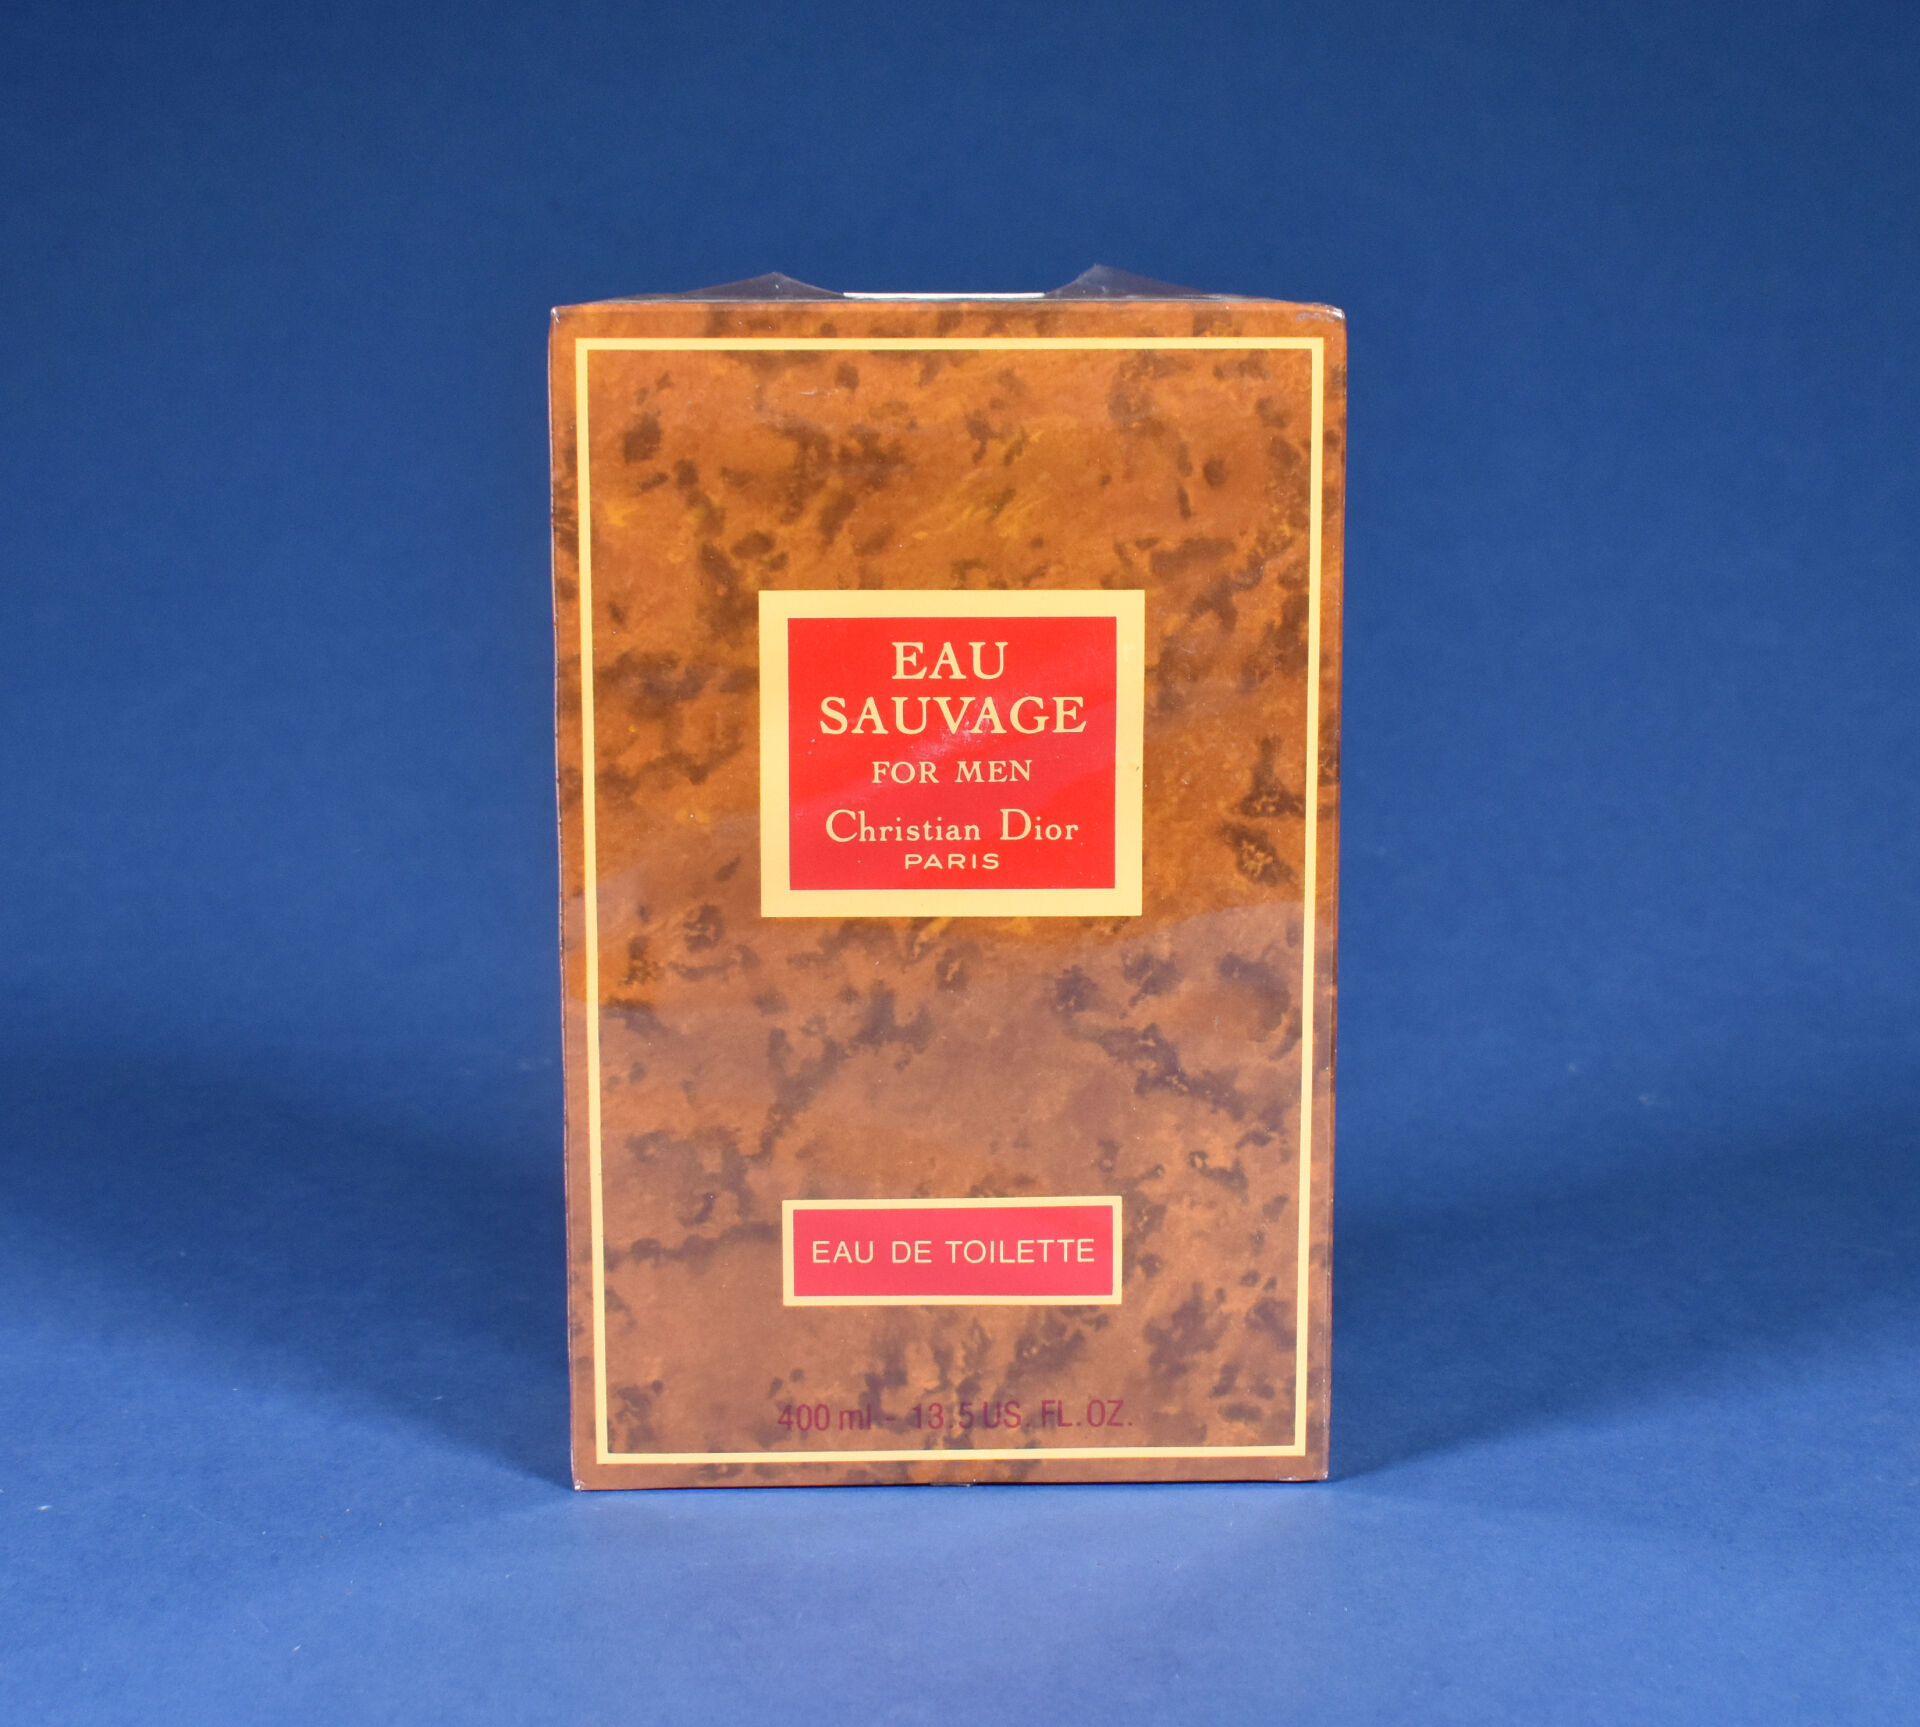 EAU
SAUVAGE
FOR MEN
Christian Dior
PARIS
EAU DE TOILETTE
400 ml - 13.5 US. FL. OZ.